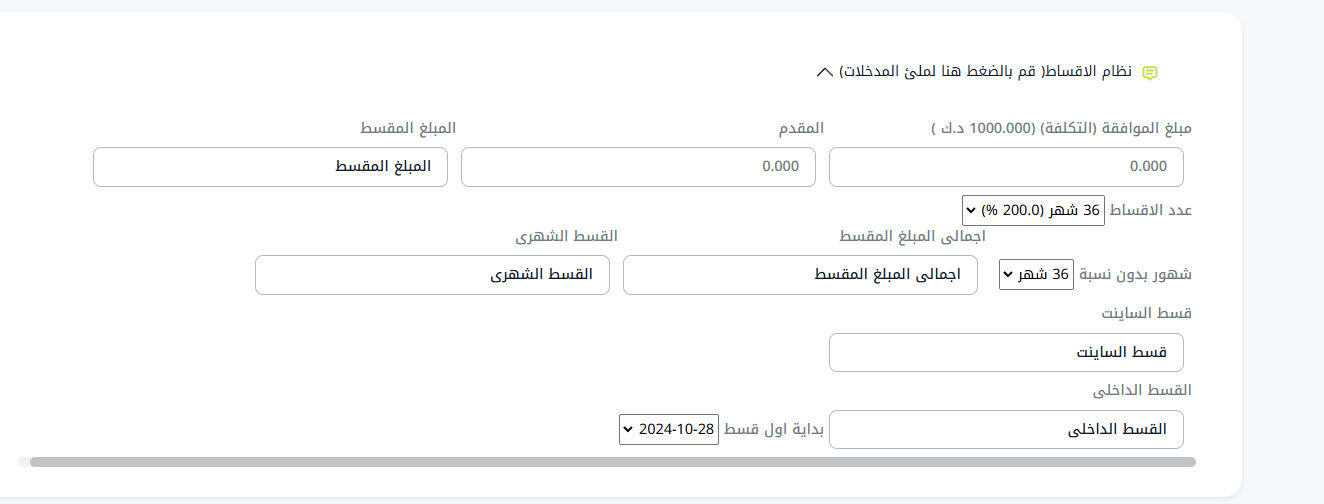 نظام الاقساط( قم بالضغط هنا لملئ المدخلات)
مبلغ الموافقة (التكلفة) (1000.000 د.ك )
المقدم
المبلغ المقسط
0.000
0.000
المبلغ المقسط
عدد الاقساط
36 شهر (200.0 %)
شهور بدون نسبة
36 شهر
اجمالى المبلغ المقسط
القسط الشهرى
اجمالى المبلغ المقسط
القسط الشهرى
قسط الساينت
قسط الساينت
القسط الداخلى
القسط الداخلى
بداية اول قسط
2024-10-28